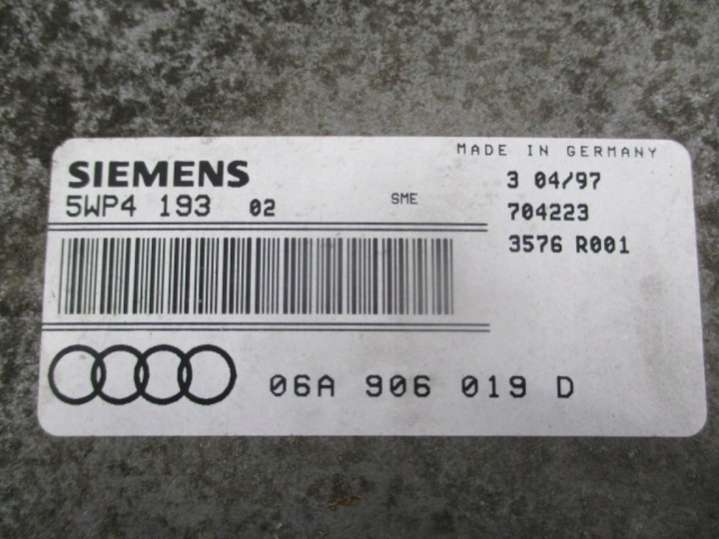 MADE IN GERMANY
SIEMENS
3 04/97
5WP4 193 02 SME
704223
3576 R001
06A 906 019 D